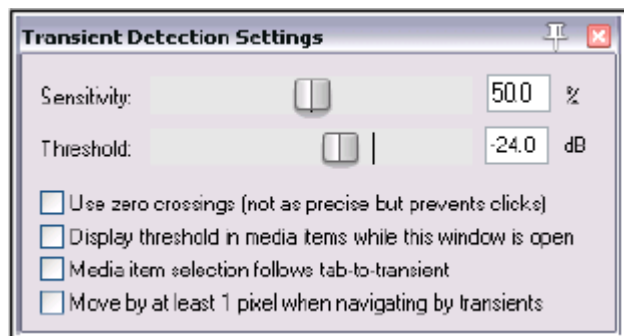 Transient Detection Settings
Sensitivity: 50.0 %
Threshold: -24.0 dB
Use zero crossings (not as precise but prevents clicks)
Display threshold in media items while this window is open
Media item selection follows tab-to-transient
Move by at least 1 pixel when navigating by transients